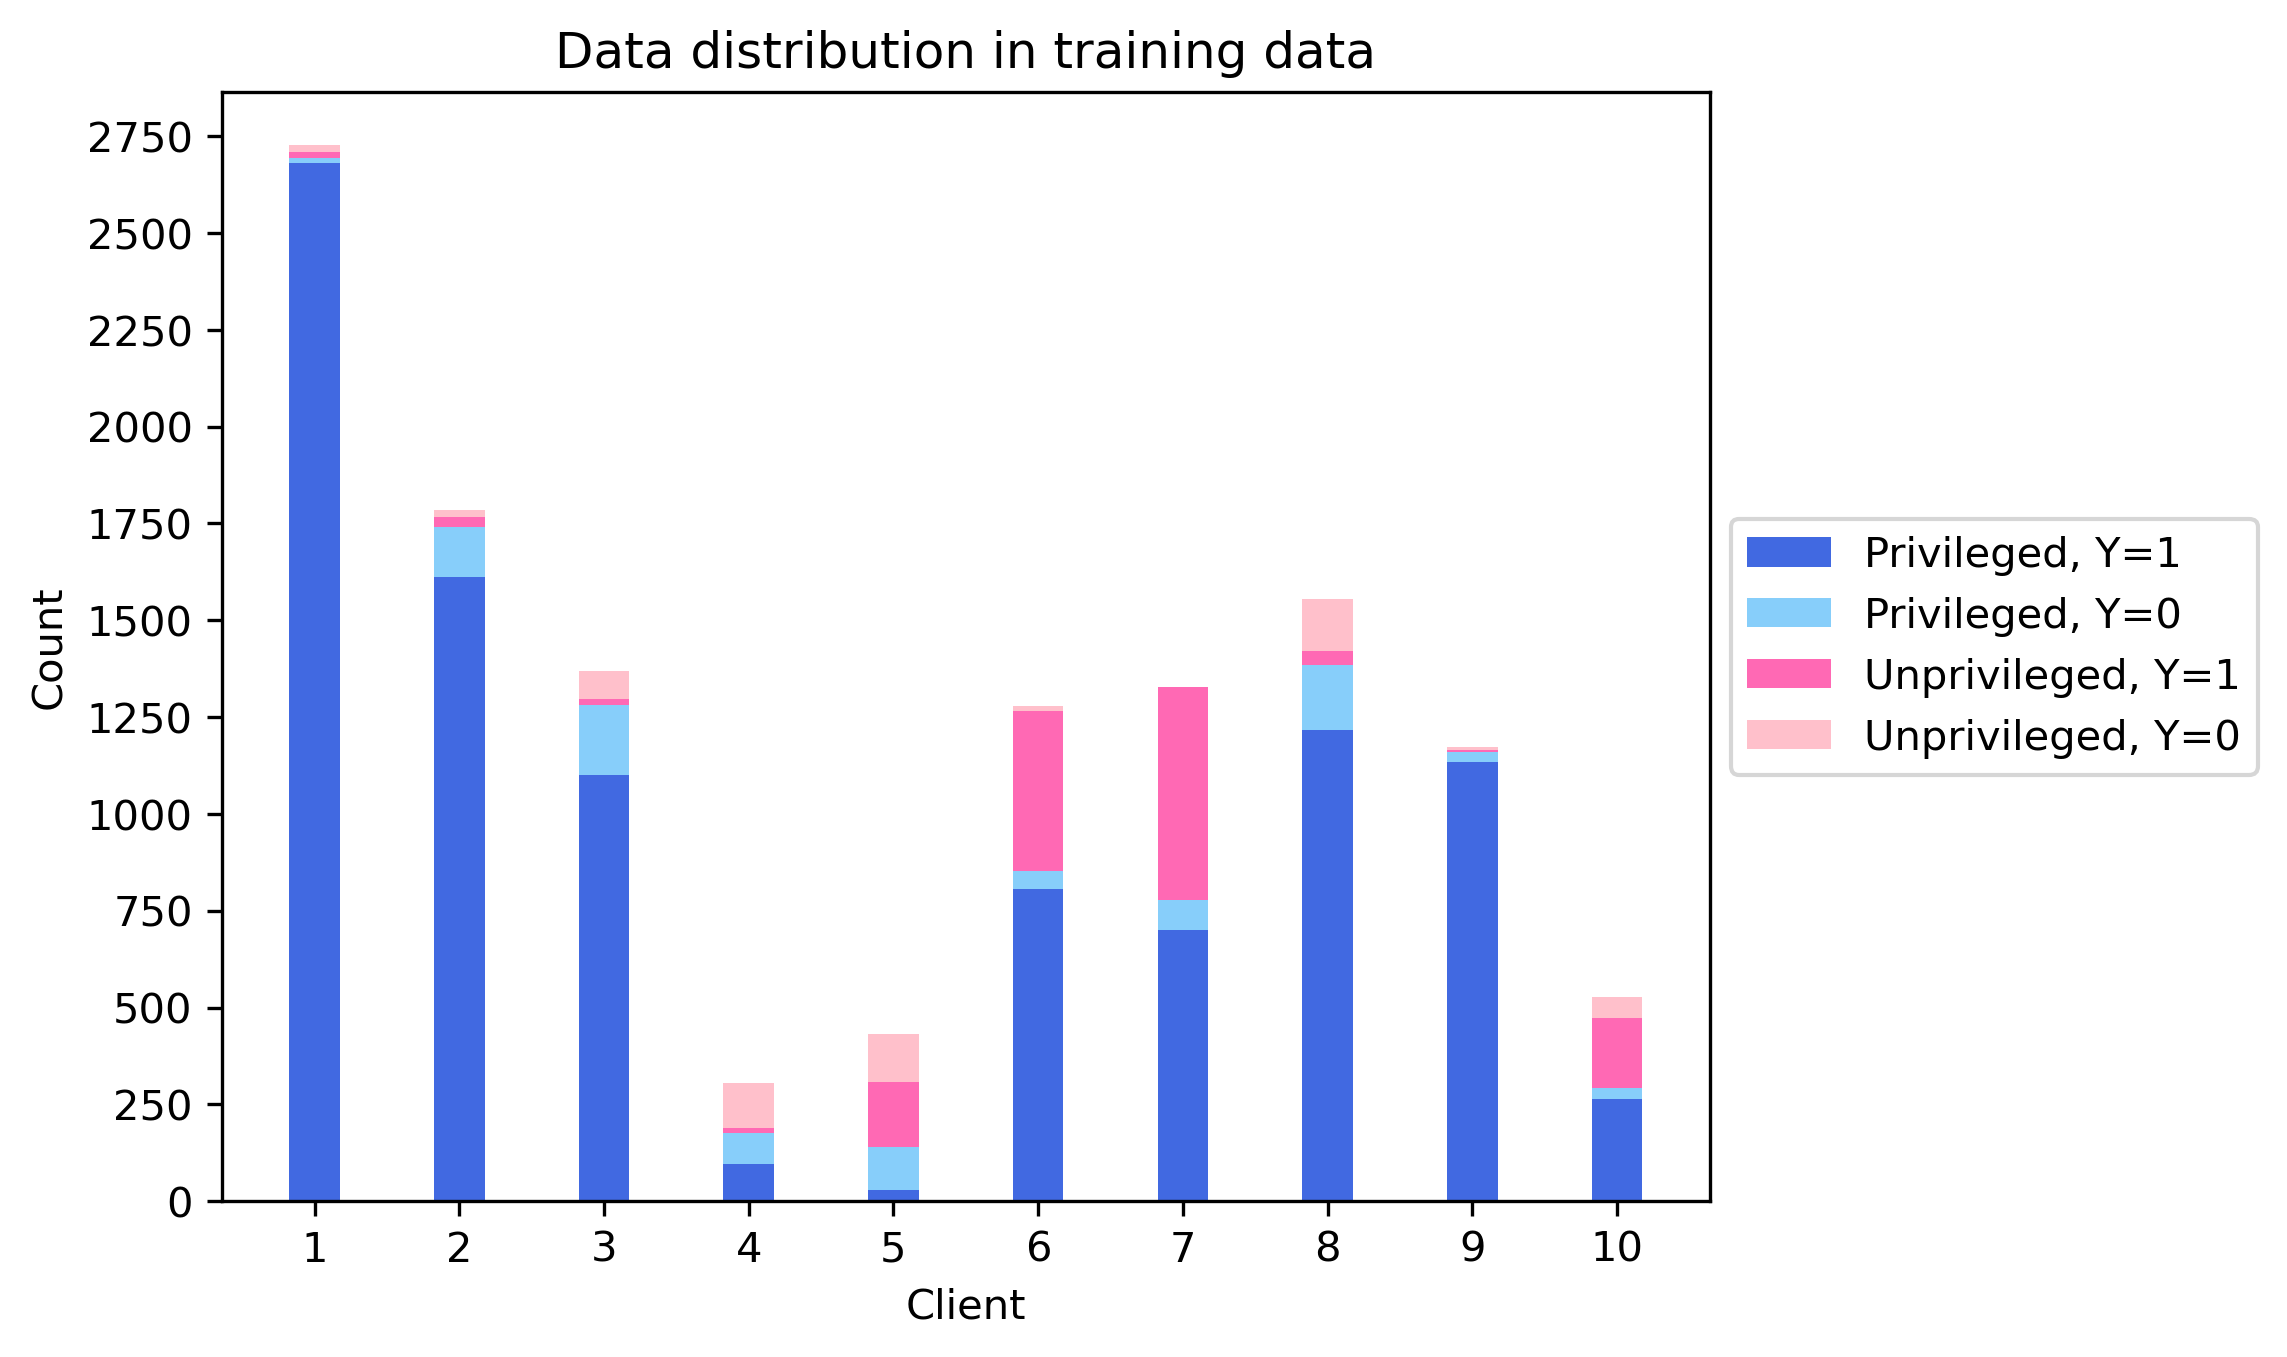 Data distribution in training data
2750
2500
2250
2000
1750
1500
1250
1000
750
500
250
0
Count
1 2 3 4 5 6 7 8 9 10
Client
Privileged, Y=1
Privileged, Y=0
Unprivileged, Y=1
Unprivileged, Y=0